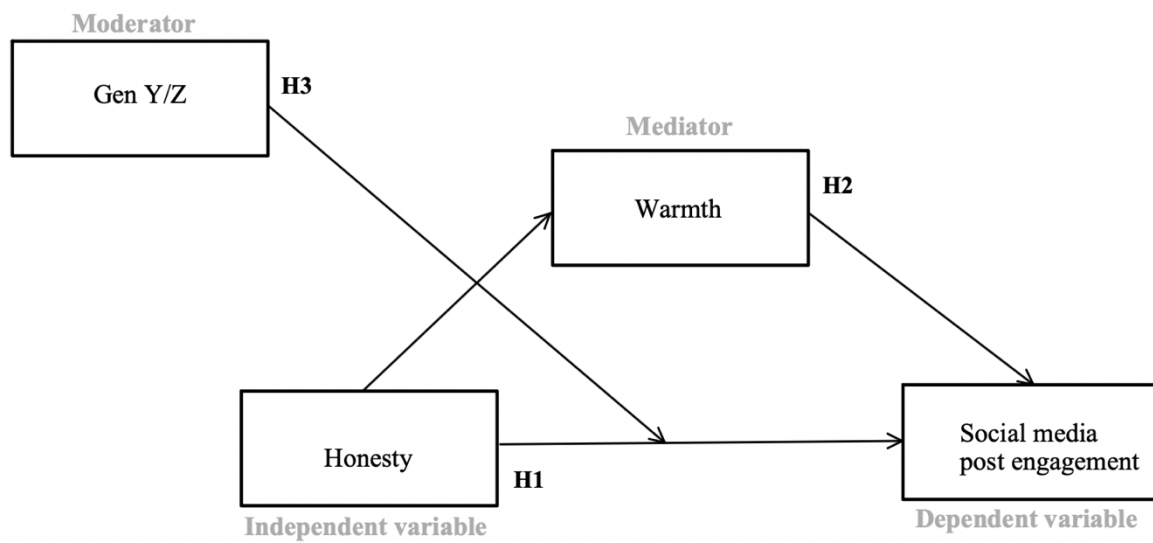 Moderator
Gen Y/Z
H3
Mediator
Warmth
H2
Honesty
H1
Independent variable
Social media
post engagement
Dependent variable